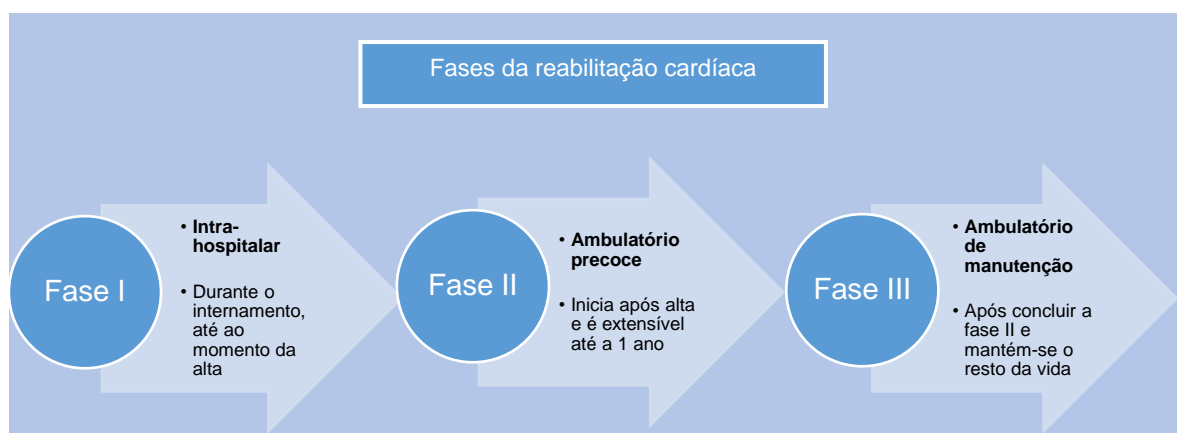 Fases da reabilitação cardíaca
Fase I
• Intra-
hospitalar
• Durante o
internamento,
até ao
momento da
alta
Fase II
• Ambulatório
precoce
• Inicia após alta
e é extensível
até a 1 ano
Fase III
• Ambulatório
de
manutenção
• Após concluir a
fase II e
mantém-se o
resto da vida